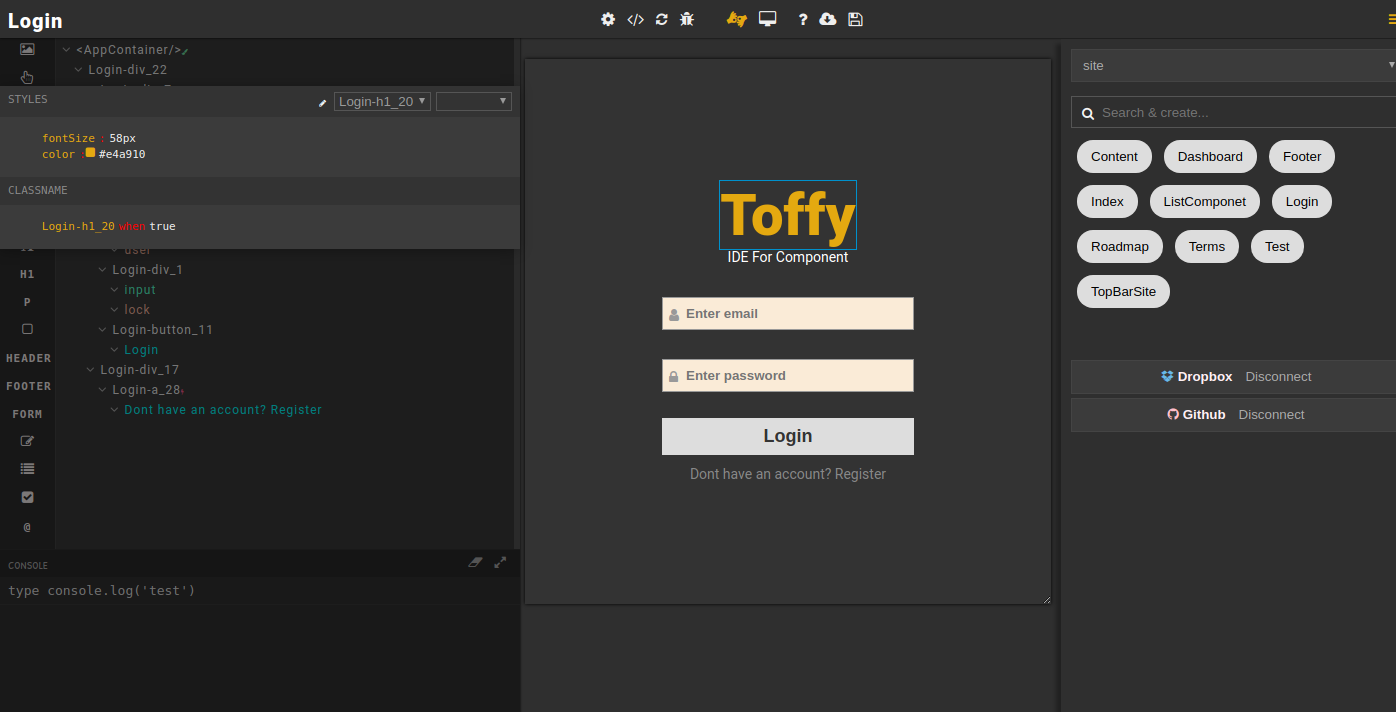 Login
</>
?
<AppContainer/>
Login-div_22
STYLES
Login-h1_20
fontSize : 58px
color : #e4a910
CLASSNAME
Login-h1_20 when true
user
Login-div_1
input
lock
Login-button_11
Login
Login-div_17
Login-a_28
Dont have an account? Register
H1
P
HEADER
FOOTER
FORM
@
CONSOLE
type console.log('test')
Toffy
IDE For Component
Enter email
Enter password
Login
Dont have an account? Register
site
Search & create...
Content
Dashboard
Footer
Index
ListComponet
Login
Roadmap
Terms
Test
TopBarSite
Dropbox Disconnect
Github Disconnect